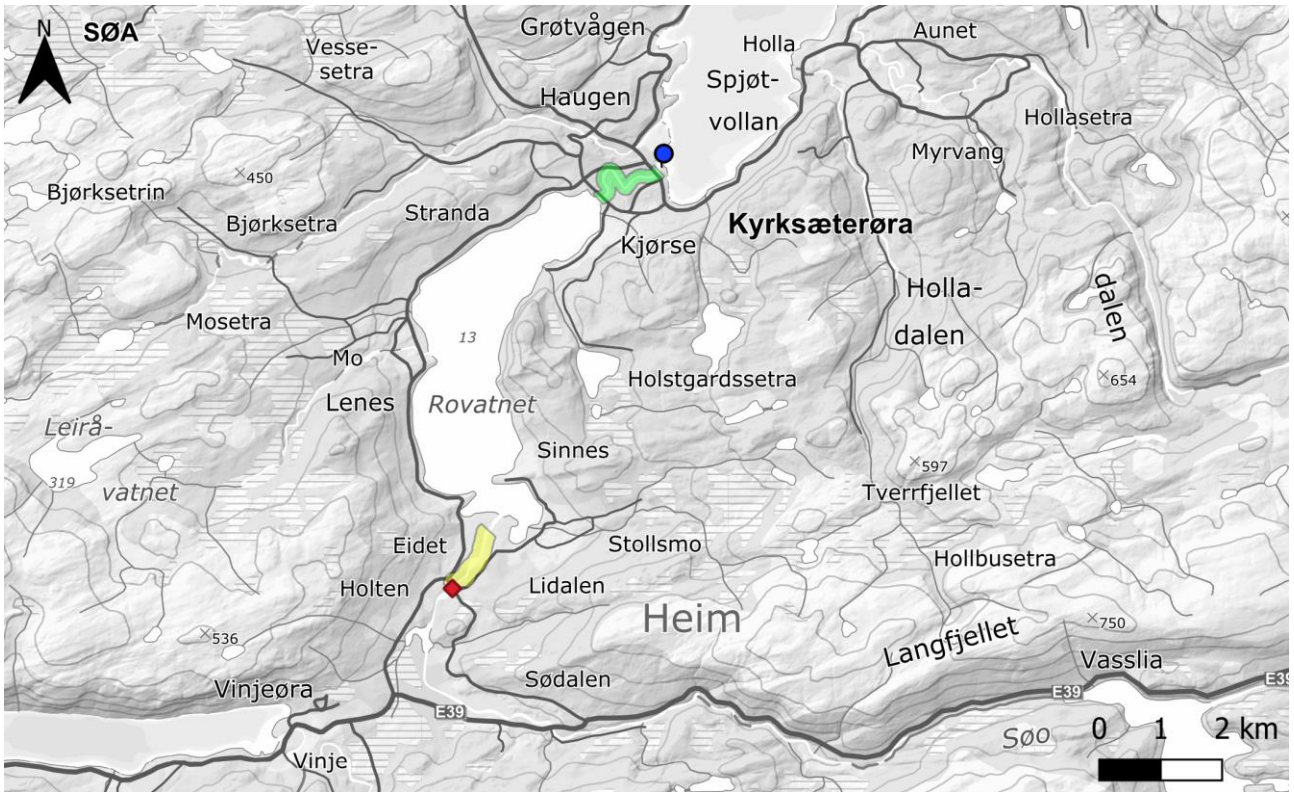 N
SØA
Grøtvågen
Vesse-
setra
Holla
Aunet
Spjøt-
vollan
Haugen
Hollasetra
Myrvang
×450
Bjørksetrin
Bjørksetra
Stranda
Kjørse
Kyrksæterøra
Holla-
dalen
dalen
Mosetra
13
Mo
Holstgardssetra
×654
Lenes
Rovatnet
Leirå-
vatnet
319
Sinnes
×597
Tverrfjellet
Eidet
Stollsmo
Hollbusetra
Holten
Lidalen
Heim
×536
×750
Langfjellet
Vasslia
Vinjeøra
Sødalen
E39
E39
E39
Søo
Vinje
0 1 2 km